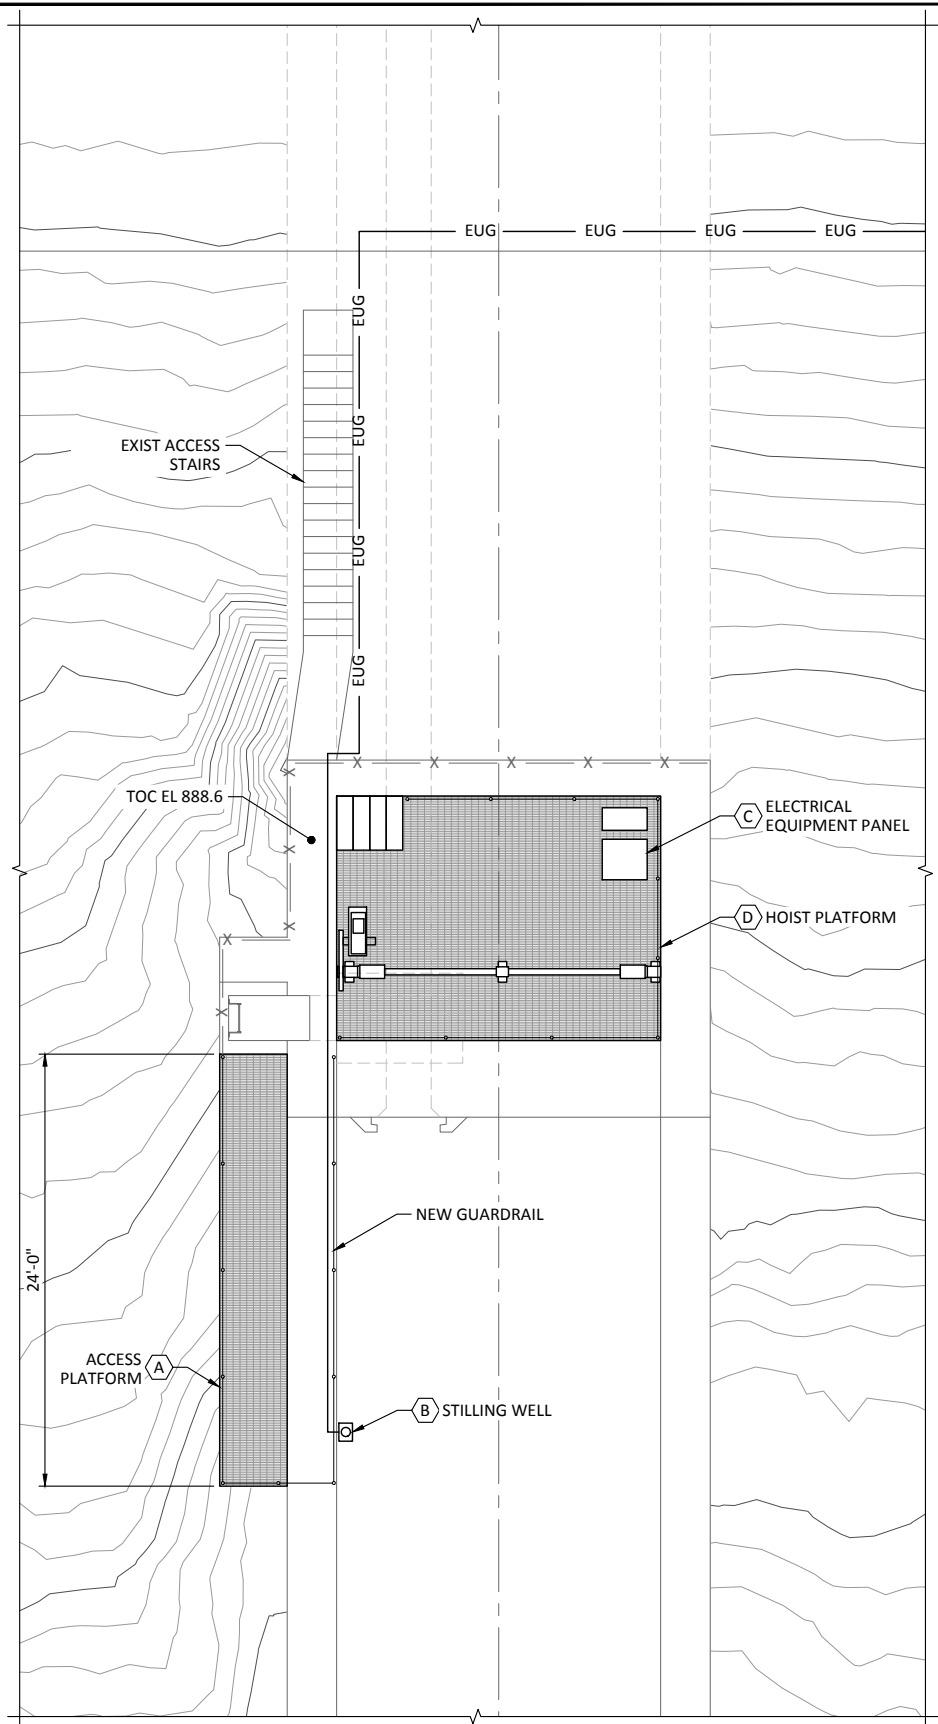 EUG EUG EUG EUG
EUG
EUG
EXIST ACCESS
STAIRS
EUG
EUG
TOC EL 888.6
C ELECTRICAL
EQUIPMENT PANEL
D HOIST PLATFORM
X X X X X
X
X
X
X
X
NEW GUARDRAIL
24'-0"
ACCESS
PLATFORM A
B STILLING WELL